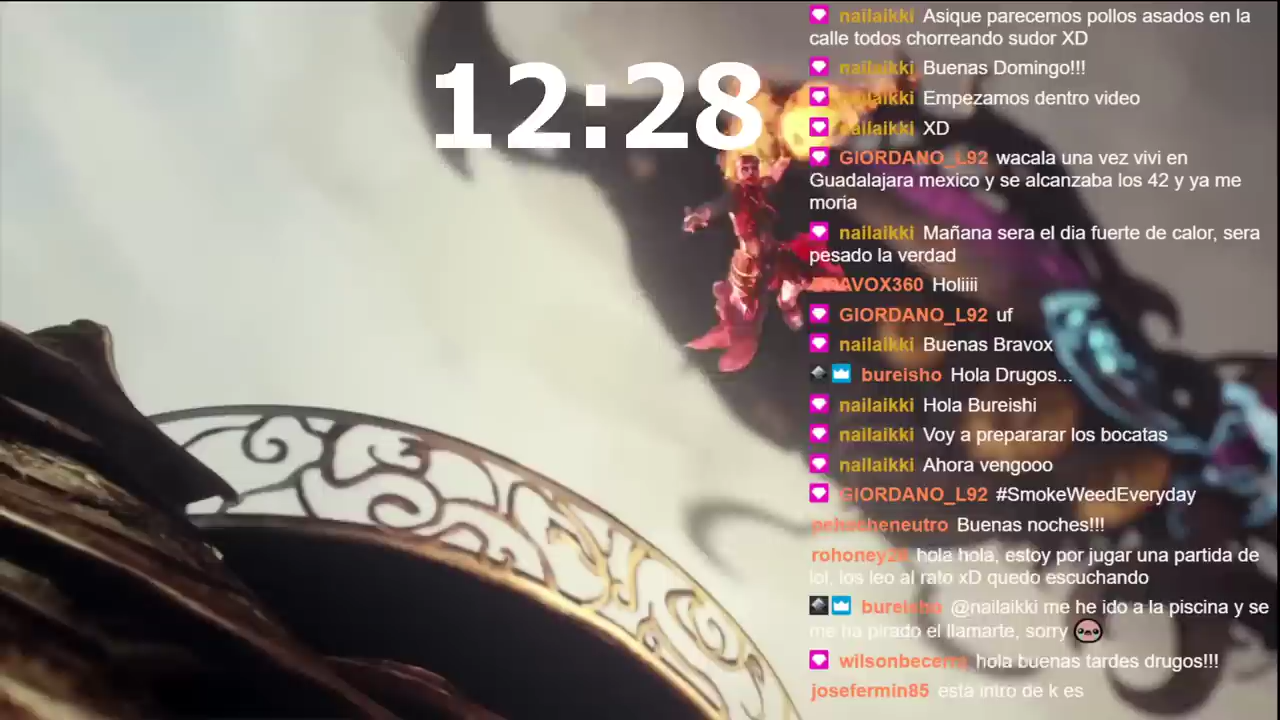 nailaikki Asique parecemos pollos asados en la
calle todos chorreando sudor XD
12:28
nailaikki Buenas Domingo!!!
nailaikki Empezamos dentro video
nailaikki XD
GIORDANO_L92 wacala una vez vivi en
Guadalajara mexico y se alcanzaba los 42 y ya me
moria
nailaikki Mañana sera el dia fuerte de calor, sera
pesado la verdad
BRAVOX360 Holiiii
GIORDANO_L92 uf
nailaikki Buenas Bravox
bureisho Hola Drugos...
nailaikki Hola Bureishi
nailaikki Voy a prepararar los bocatas
nailaikki Ahora vengooo
GIORDANO_L92 #SmokeWeedEveryday
Buenas noches!!!
hola hola, estoy por jugar una partida de
lol, los leo al rato xD quedo escuchando
bureisho @nailaikki me he ido a la piscina y se
me ha pirado el llamarte, sorry
wilsonbecerra hola buenas tardes drugos!!!
josefermin85 esta intro de k es